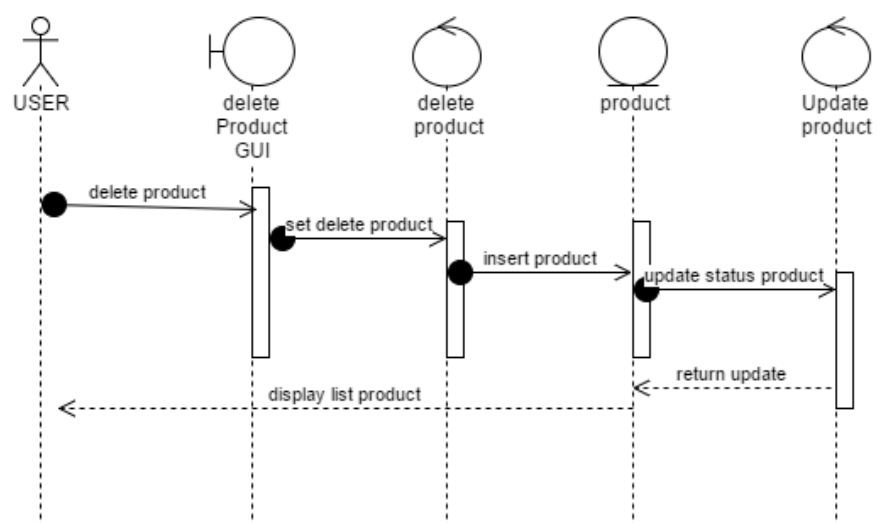 USER
delete
Product
GUI
delete
product
product
Update
product
delete product
set delete product
insert product
update status product
return update
display list product